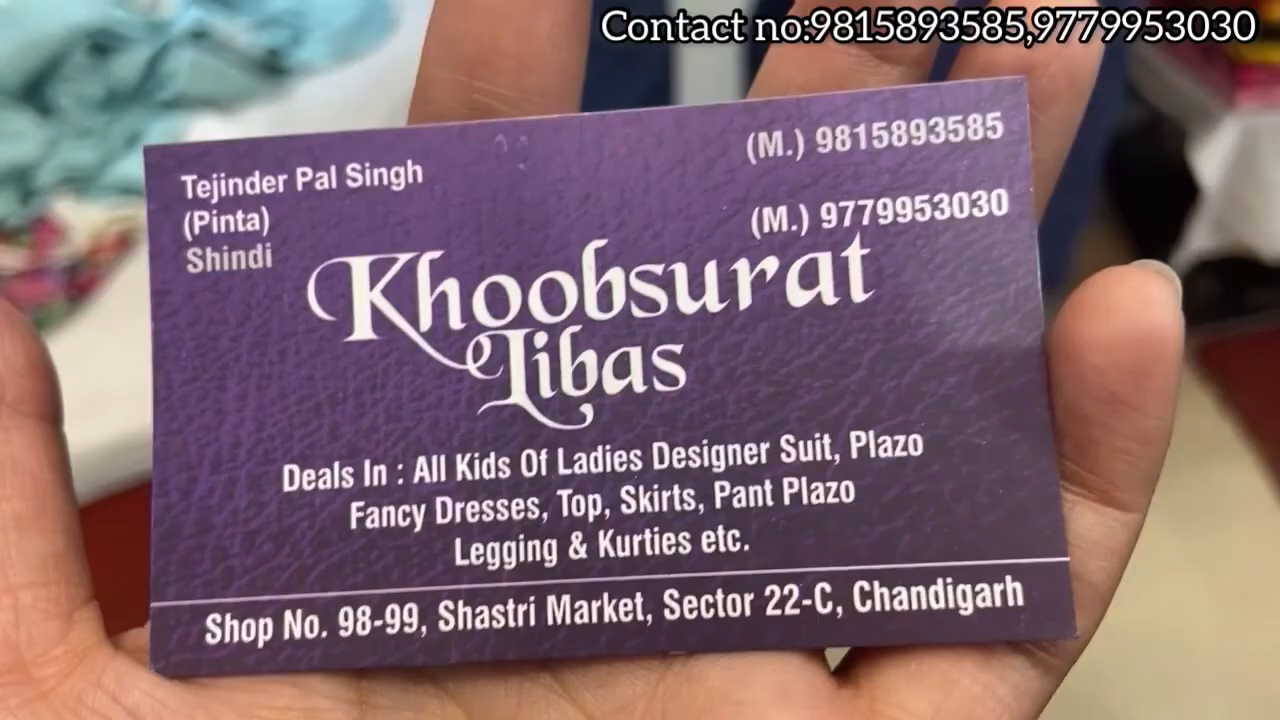 Contact no:9815893585,9779953030
Tejinder Pal Singh
(Pinta)
Shindi
(M.) 9815893585
(M.) 9779953030
Khoobsurat
Libas
Deals In : All Kids Of Ladies Designer Suit, Plazo
Fancy Dresses, Top, Skirts, Pant Plazo
Legging & Kurties etc.
Shop No. 98-99, Shastri Market, Sector 22-C, Chandigarh